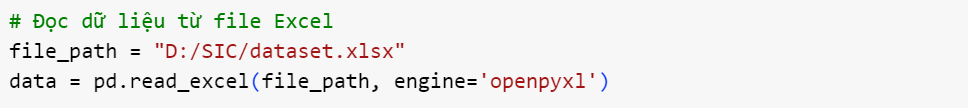 # Đọc dữ liệu từ file Excel
file_path = "D:/SIC/dataset.xlsx"
data = pd.read_excel(file_path, engine='openpyxl')